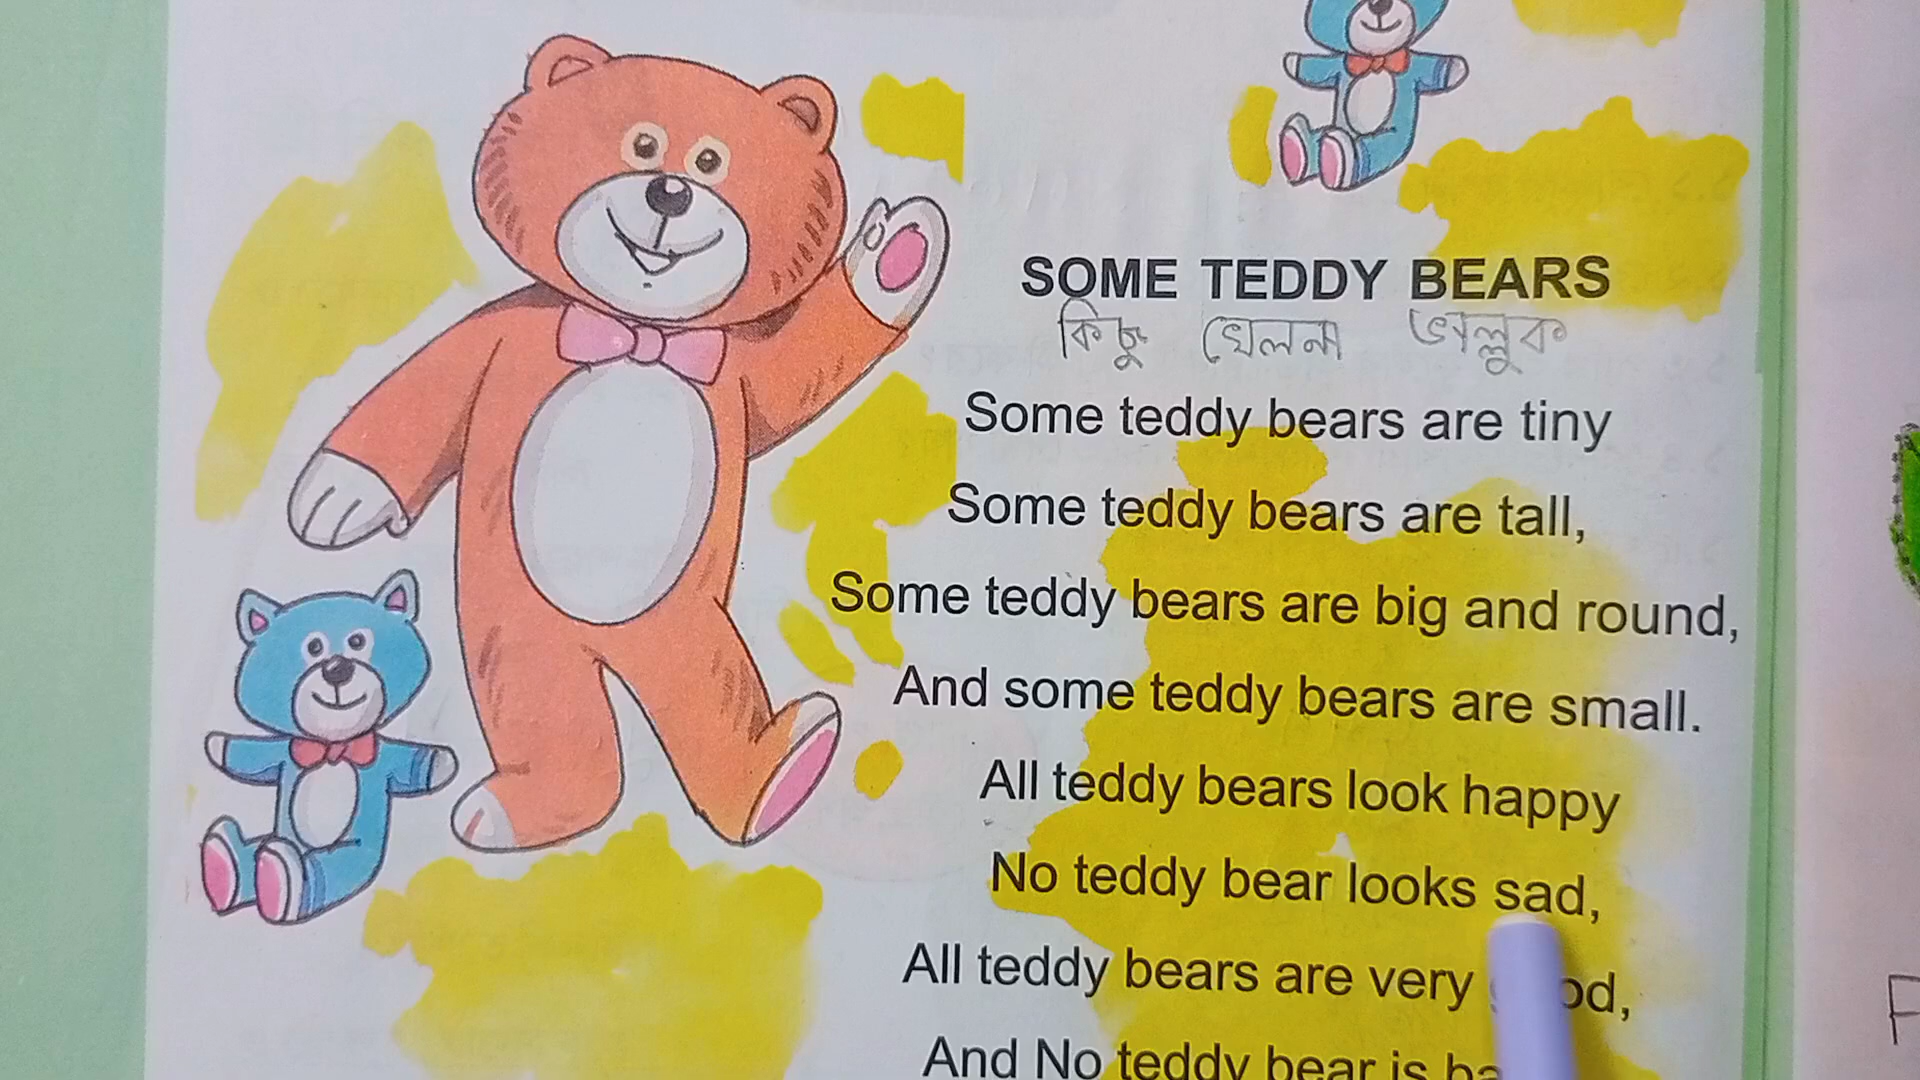 SOME TEDDY BEARS
কিছু খেলনা ভাল্লুক
Some teddy bears are tiny
Some teddy bears are tall,
Some teddy bears are big and round,
And some teddy bears are small.
All teddy bears look happy
No teddy bear looks sad,
All teddy bears are very
And No teddy bear is